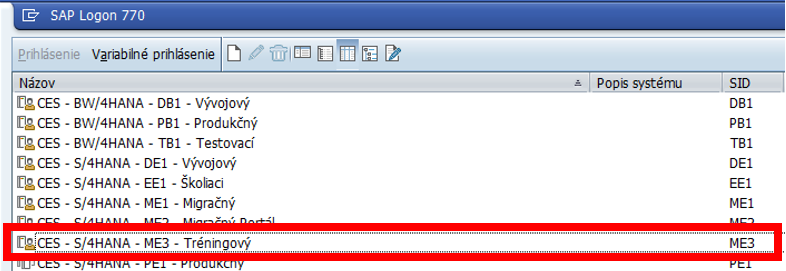 SAP Logon 770
Prihlásenie Variabilné prihlásenie
Názov Popis systému SID
CES - BW/4HANA - DB1 - Vývojový DB1
CES - BW/4HANA - PB1 - Produkčný PB1
CES - BW/4HANA - TB1 - Testovací TB1
CES - S/4HANA - DE1 - Vývojový DE1
CES - S/4HANA - EE1 - Školiaci EE1
CES - S/4HANA - ME1 - Migračný ME1
CES - S/4HANA - ME2 - Migračný Portál ME2
CES - S/4HANA - ME3 - Tréningový ME3
CES - S/4HANA - PE1 - Produkčný PE1